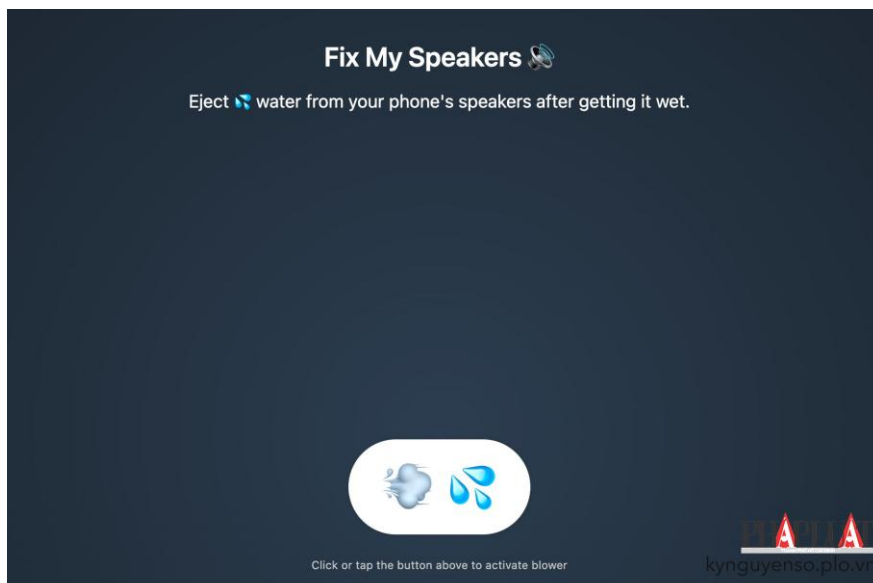 Fix My Speakers 🔊
Eject 💦 water from your phone's speakers after getting it wet.
Click or tap the button above to activate blower
kynguyenso.plo.vn